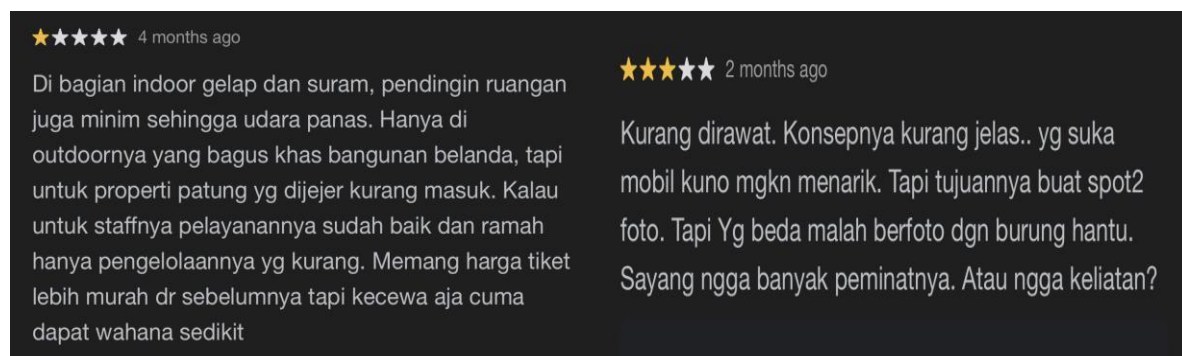 4 months ago
Di bagian indoor gelap dan suram, pendingin ruangan
juga minim sehingga udara panas. Hanya di
outdoornya yang bagus khas bangunan belanda, tapi
untuk properti patung yg dijejer kurang masuk. Kalau
untuk staffnya pelayanannya sudah baik dan ramah
hanya pengelolaannya yg kurang. Memang harga tiket
lebih murah dr sebelumnya tapi kecewa aja cuma
dapat wahana sedikit
2 months ago
Kurang dirawat. Konsepnya kurang jelas.. yg suka
mobil kuno mgkn menarik. Tapi tujuannya buat spot2
foto. Tapi Yg beda malah berfoto dgn burung hantu.
Sayang ngga banyak peminatnya. Atau ngga keliatan?